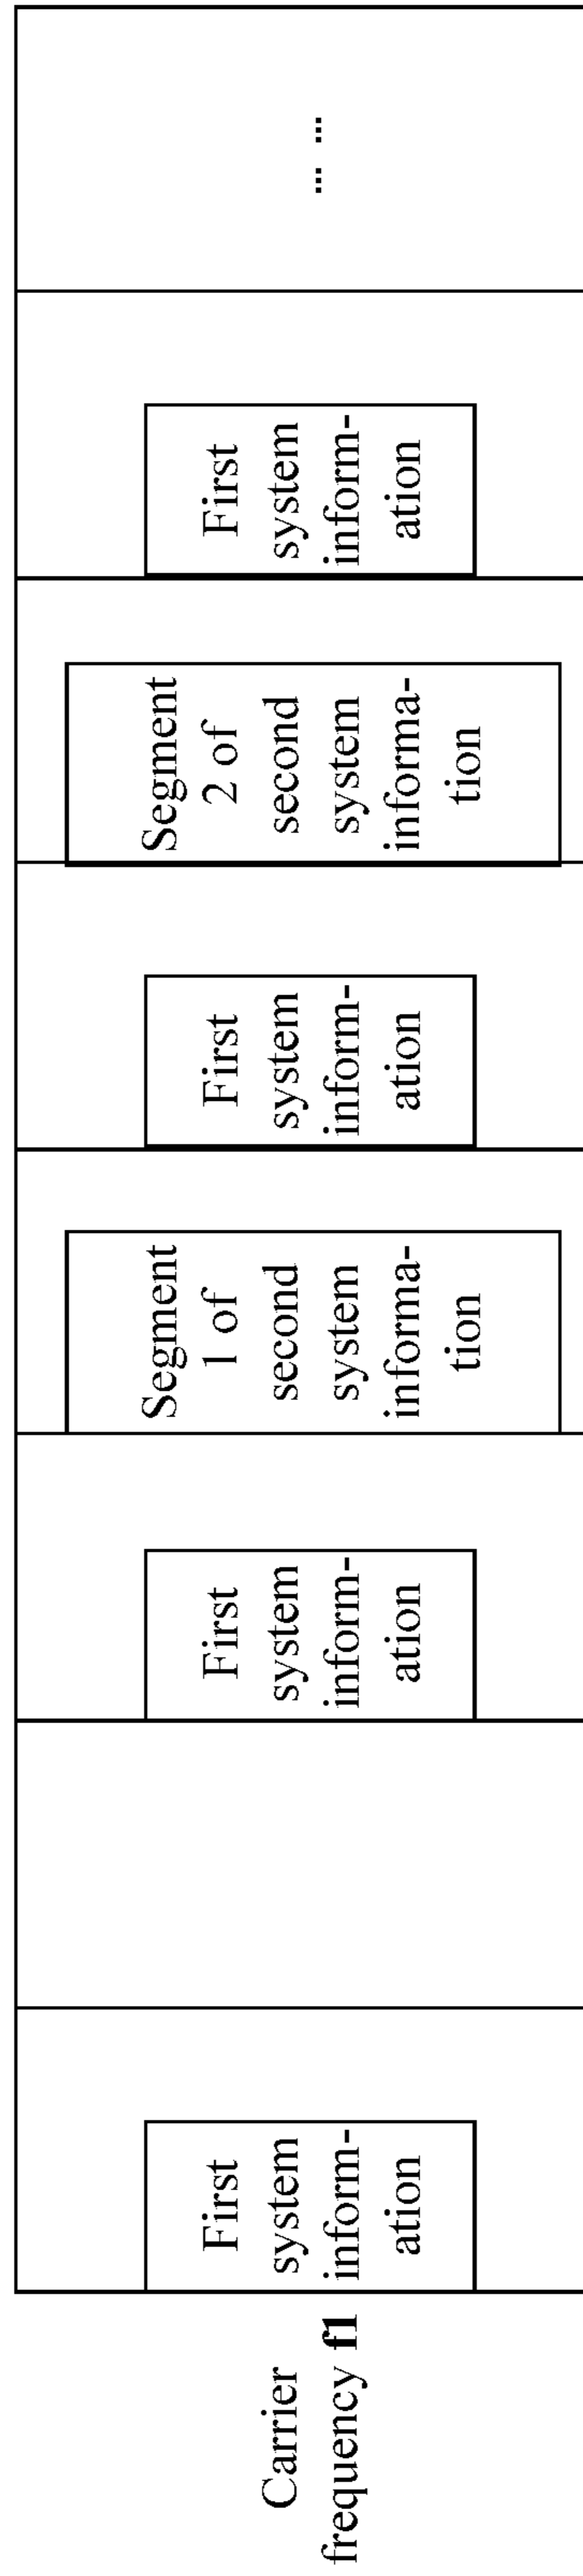 Carrier
frequency f1
First
system
inform-
ation
First
system
inform-
ation
Segment
1 of
second
system
informa-
tion
First
system
inform-
ation
Segment
2 of
second
system
informa-
tion
First
system
inform-
ation
... ...